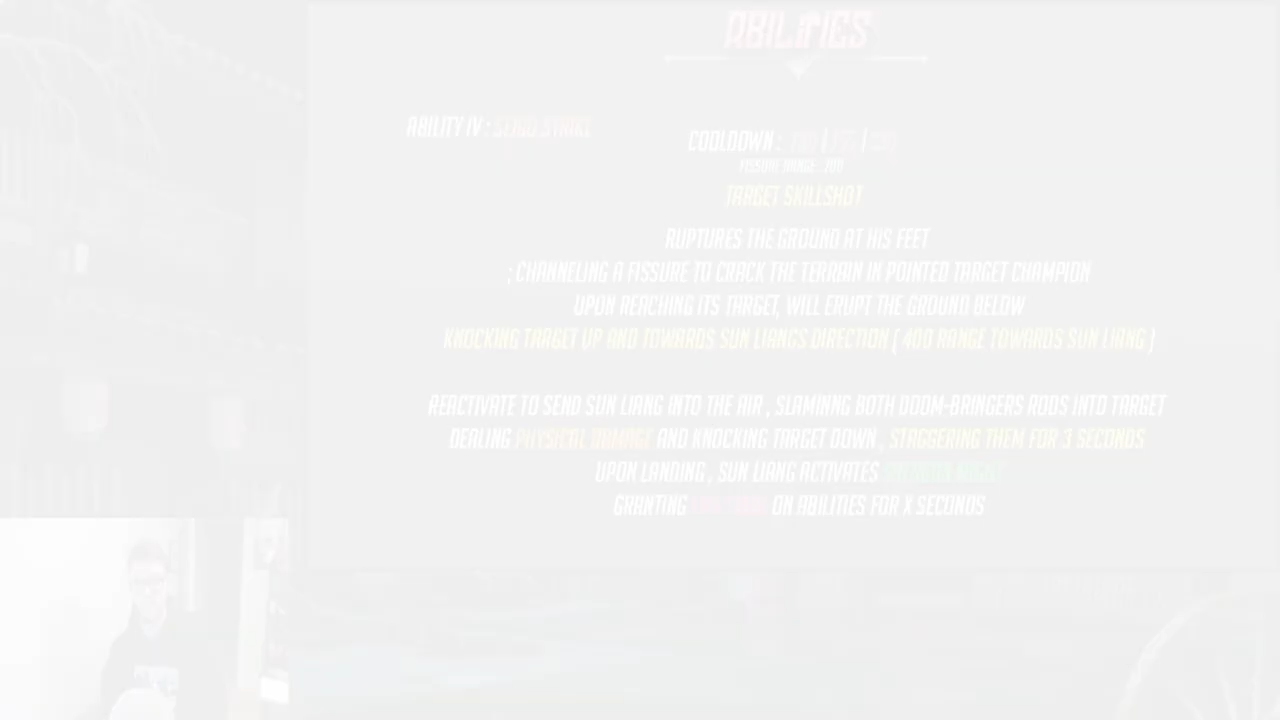 ABILITIES
ABILITY IV :
COOLDOWN : | |
FISSURE RANGE : 700
TARGET SKILLSHOT
RUPTURES THE GROUND AT HIS FEET
; CHANNELING A FISSURE TO CRACK THE TERRAIN IN POINTED TARGET CHAMPION
UPON REACHING ITS TARGET, WILL ERUPT THE GROUND BELOW
KNOCKING TARGET UP AND TOWARDS SUN LIANGS DIRECTION ( 400 RANGE TOWARDS SUN LIANG )
REACTIVATE TO SEND SUN LIANG INTO THE AIR , SLAMINNG BOTH DOOM-BRINGERS RODS INTO TARGET
DEALING PHYSICAL DAMAGE AND KNOCKING TARGET DOWN , STAGGERING THEM FOR 3 SECONDS
UPON LANDING , SUN LIANG ACTIVATES
GRANTING ON ABILITIES FOR X SECONDS